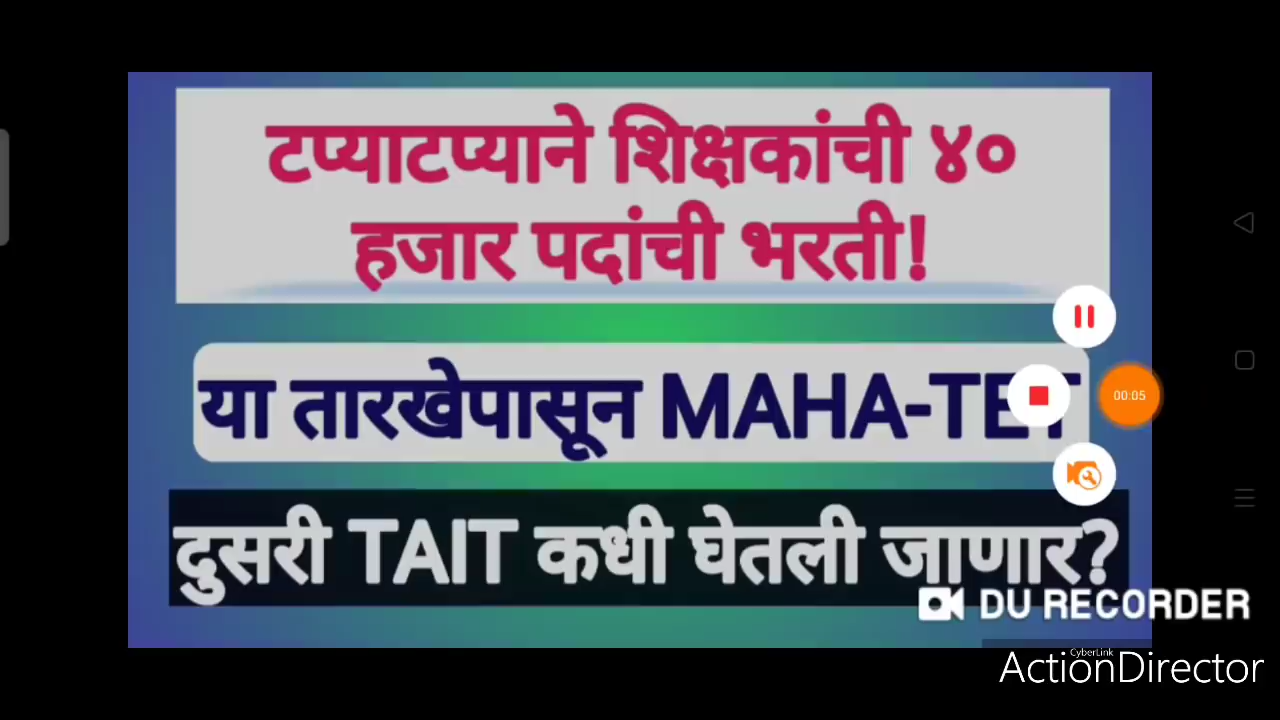 टप्याटप्याने शिक्षकांची ४०
हजार पदांची भरती!
या तारखेपासून MAHA-TET
00:05
दुसरी TAIT कधी घेतली जाणार?
DU RECORDER
CyberLink
ActionDirector